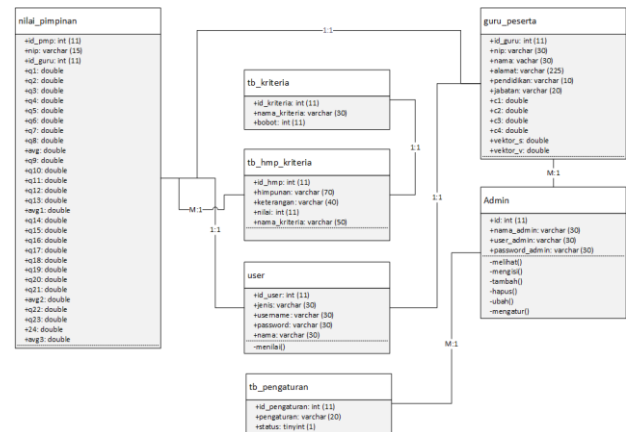 nilai_pimpinan
+id_pmp: int (11)
+nip: varchar (15)
+id_guru: int (11)
+q1: double
+q2: double
+q3: double
+q4: double
+q5: double
+q6: double
+q7: double
+q8: double
+avg: double
+q9: double
+q10: double
+q11: double
+q12: double
+q13: double
+avg1: double
+q14: double
+q15: double
+q16: double
+q17: double
+q18: double
+q19: double
+q20: double
+q21: double
+avg2: double
+q22: double
+q23: double
+24: double
+avg3: double
1:1
M:1
1:1
tb_kriteria
+id_kriteria: int (11)
+nama_kriteria: varchar (30)
+bobot: int (11)
1:1
tb_hmp_kriteria
+id_hmp: int (11)
+himpunan: varchar (70)
+keterangan: varchar (40)
+nilai: int (11)
+nama_kriteria: varchar (50)
user
+id_user: int (11)
+jenis: varchar (30)
+username: varchar (30)
+password: varchar (30)
+nama: varchar (30)
-menilai()
1:1
tb_pengaturan
+id_pengaturan: int (11)
+pengaturan: varchar (20)
+status: tinyint (1)
M:1
guru_peserta
+id_guru: int (11)
+nip: varchar (30)
+nama: vachar (30)
+alamat: varchar (225)
+pendidikan: varchar (10)
+jabatan: varchar (20)
+c1: double
+c2: double
+c3: double
+c4: double
+vektor_s: double
+vektor_v: double
M:1
Admin
+id: int (11)
+nama_admin: varchar (30)
+user_admin: varchar (30)
+password_admin: varchar (30)
-melihat()
-mengisi()
-tambah()
-hapus()
-ubah()
-mengatur()